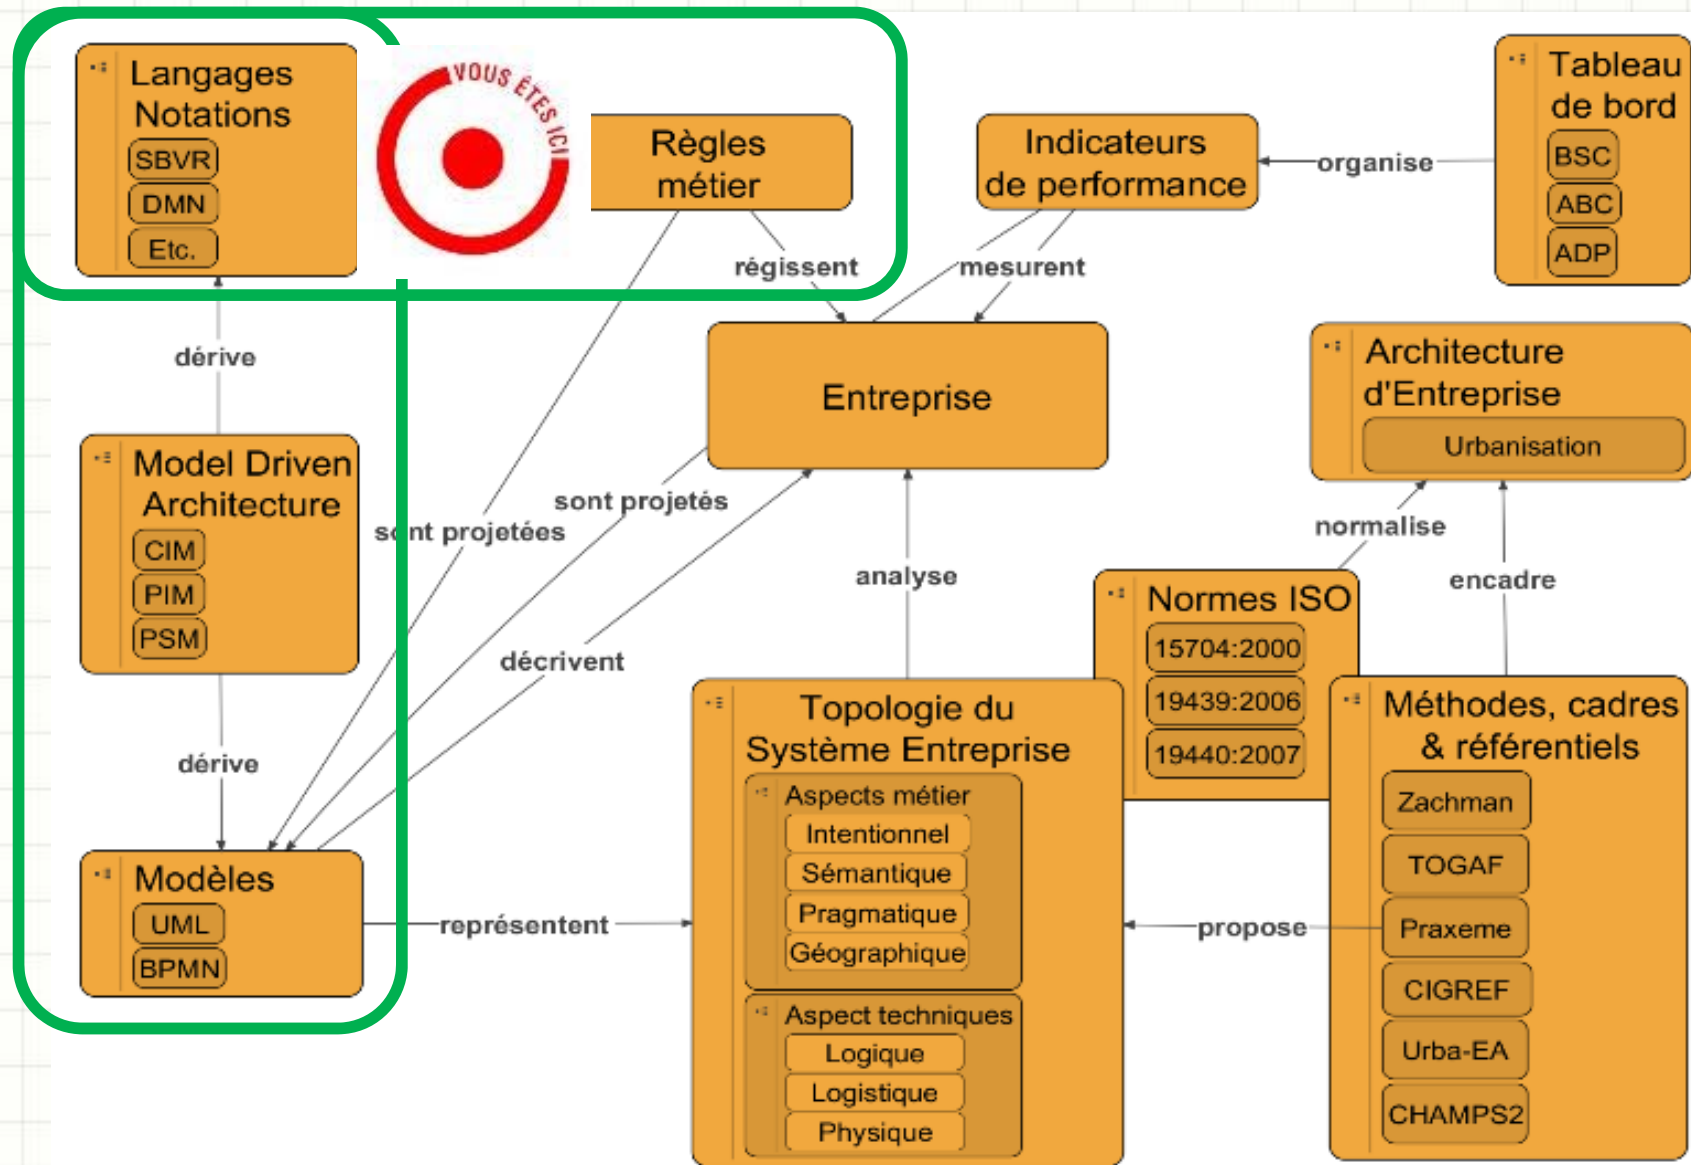 Langages
Notations
SBVR
DMN
Etc.
VOUS ÊTES ICI
Règles
métier
Indicateurs
de performance
organise
Tableau
de bord
BSC
ABC
ADP
régissent
mesurent
dérive
Entreprise
Architecture
d'Entreprise
Urbanisation
Model Driven
Architecture
CIM
PIM
PSM
sont projetés
sont projetées
normalise
analyse
encadre
Normes ISO
15704:2000
19439:2006
19440:2007
décrivent
dérive
Topologie du
Système Entreprise
Aspects métier
Intentionnel
Sémantique
Pragmatique
Géographique
Aspect techniques
Logique
Logistique
Physique
Méthodes, cadres
& référentiels
Zachman
TOGAF
Praxeme
CIGREF
Urba-EA
CHAMPS2
propose
Modèles
UML
BPMN
représentent